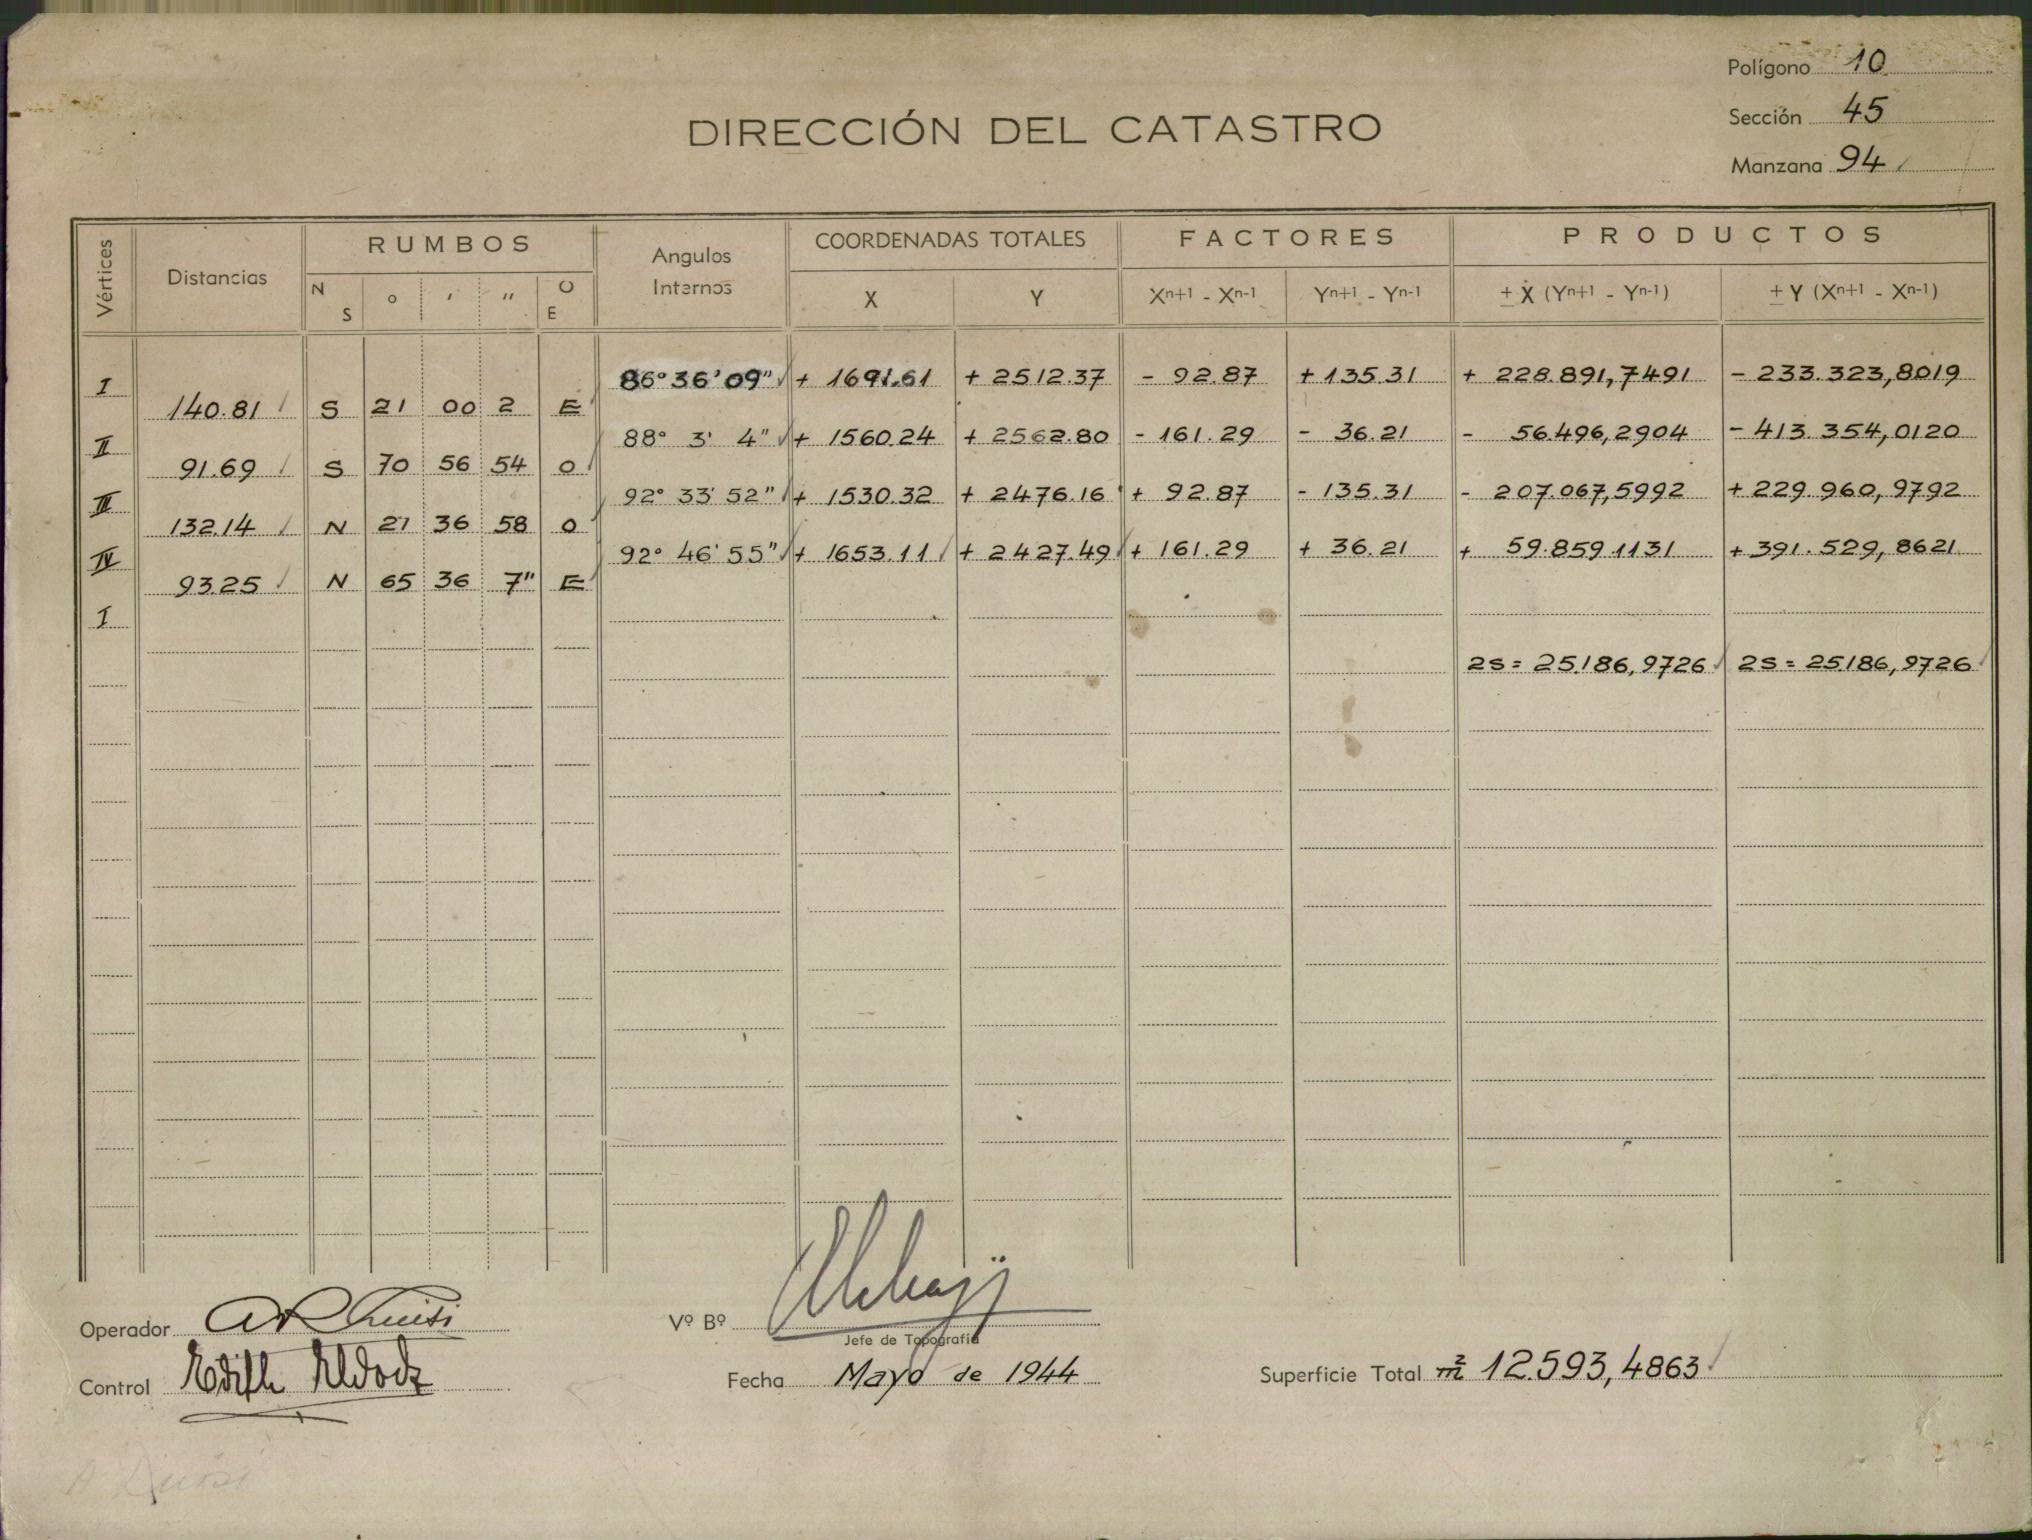 Polígono 10
Sección 45
Manzana 94
DIRECCIÓN DEL CATASTRO
Vértices Distancias RUMBOS Angulos Internos COORDENADAS TOTALES FACTORES PRODUCTOS
N S o ′ ″ O E X Y Xn+1 - Xn-1 Yn+1 - Yn-1 ± X (Yn+1 - Yn-1) ± Y (Xn+1 - Xn-1)
I 86° 36' 09" + 1691.61 + 2512.37 - 92.87 + 135.31 + 228.891,7491 - 233.323,8019
140.81 S 21 00 2 E
II 88° 3' 4" + 1560.24 + 2562.80 - 161.29 - 36.21 - 56.496,2904 - 413.354,0120
91.69 S 70 56 54 O
III 92° 33' 52" + 1530.32 + 2476.16 + 92.87 - 135.31 - 207.067,5992 + 229.960,9792
132.14 N 21 36 58 O
IV 92° 46' 55" + 1653.11 + 2427.49 + 161.29 + 36.21 + 59.859.1131 + 391.529,8621
93.25 N 65 36 7" E
I
2S = 25.186,9726 2S = 25.186,9726
Operador
Vº Bº
Jefe de Topografía
Control Edith
Fecha Mayo de 1944
Superficie Total m² 12.593,4863